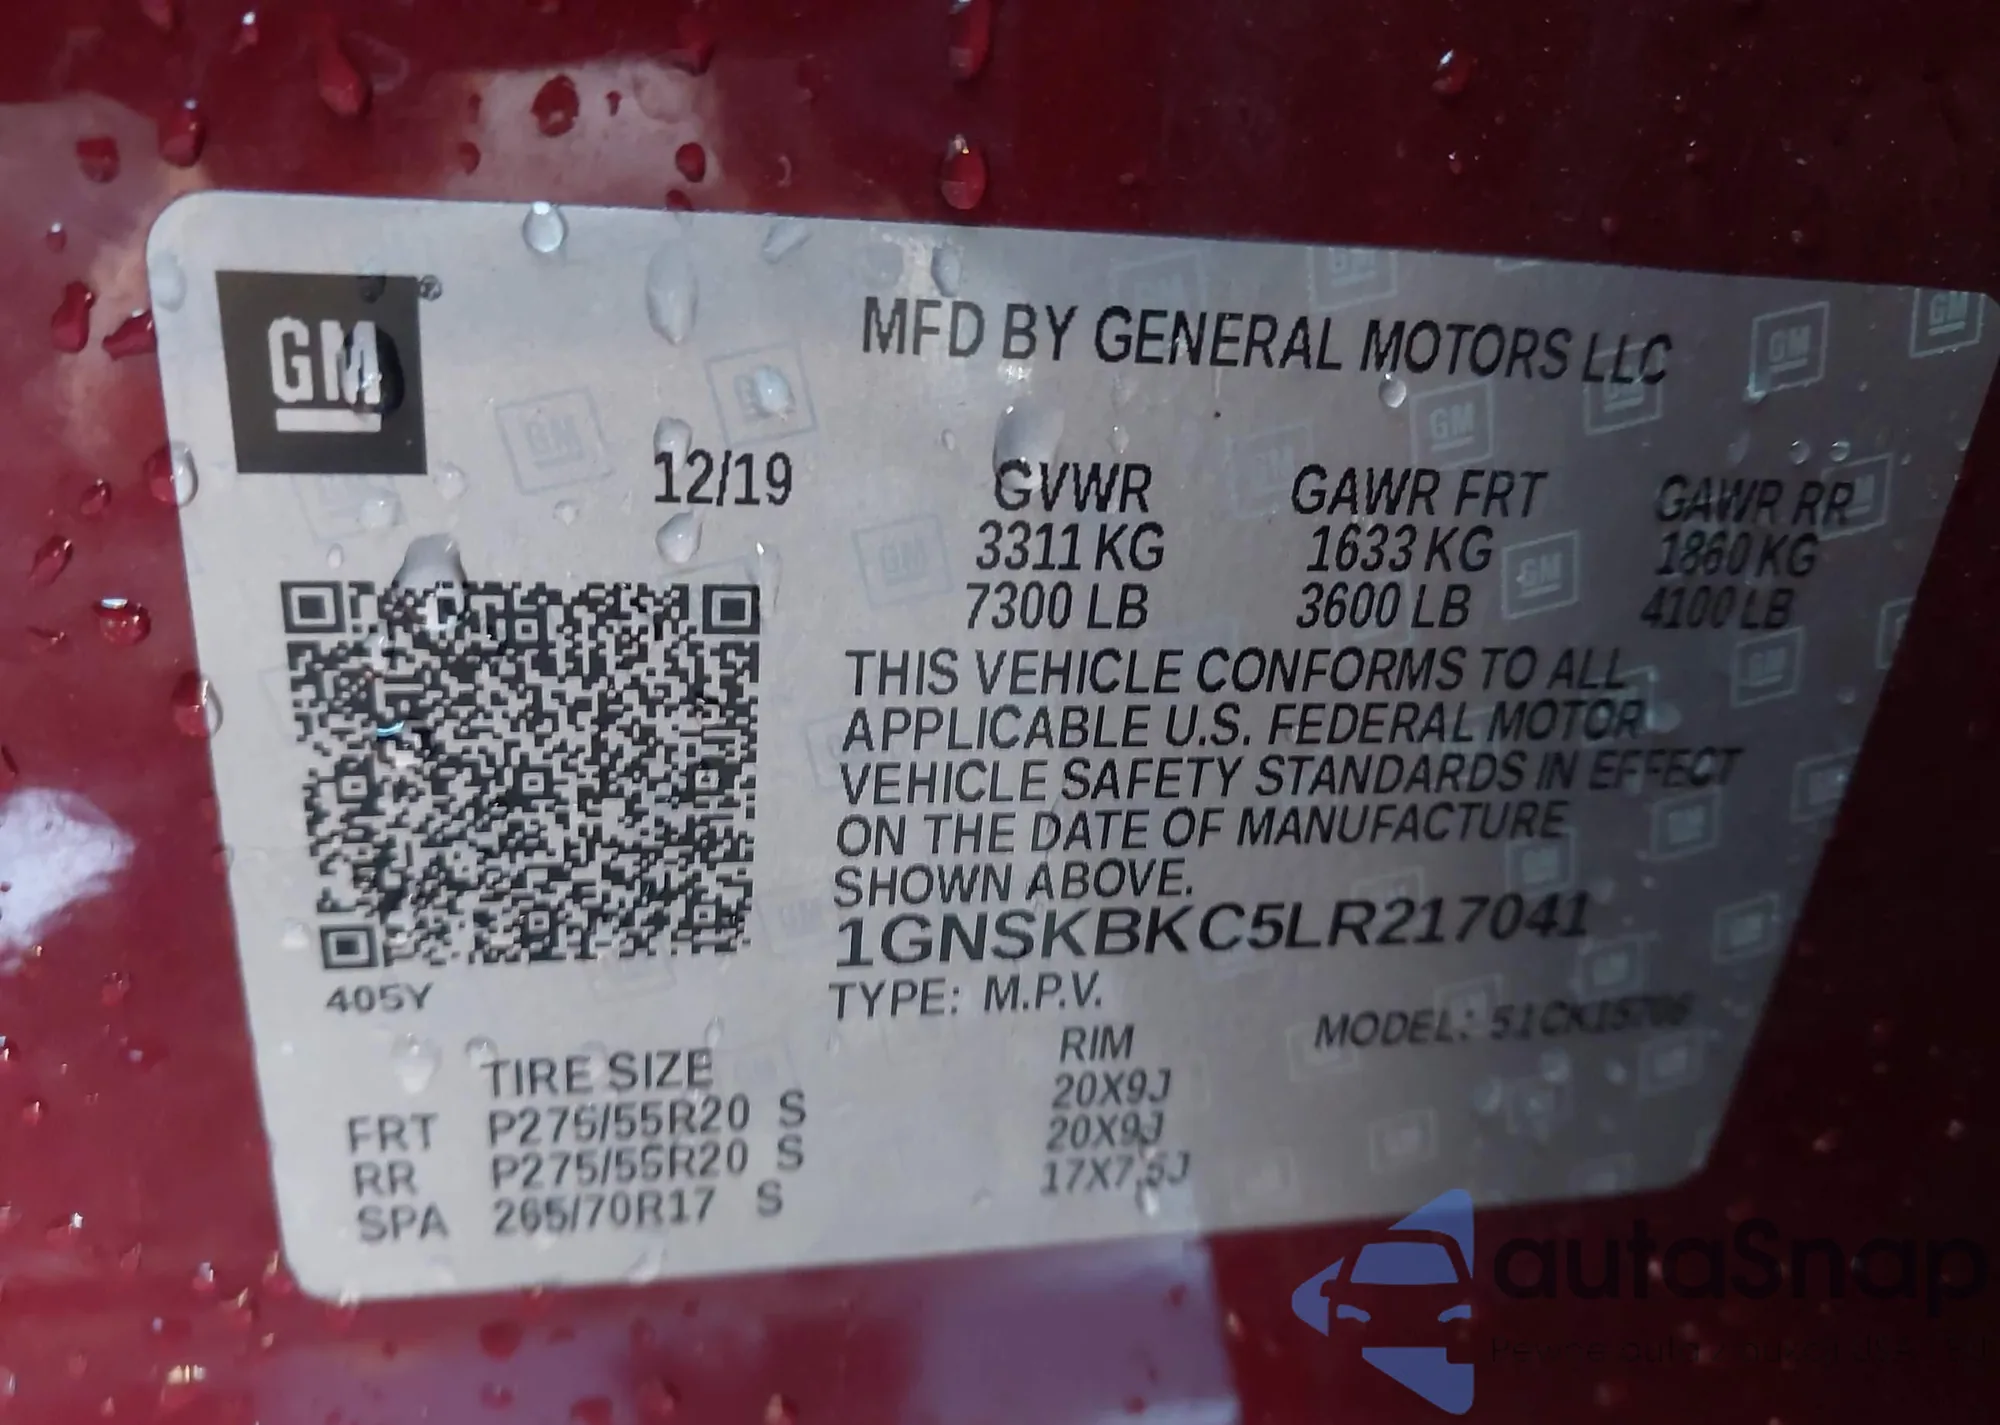 GM®
MFD BY GENERAL MOTORS LLC
12/19
GVWR GAWR FRT GAWR RR
3311 KG 1633 KG 1860 KG
7300 LB 3600 LB 4100 LB
THIS VEHICLE CONFORMS TO ALL
APPLICABLE U.S. FEDERAL MOTOR
VEHICLE SAFETY STANDARDS IN EFFECT
ON THE DATE OF MANUFACTURE
SHOWN ABOVE.
1GNSKBKC5LR217041
405Y
TYPE: M.P.V.
MODEL:
TIRE SIZE RIM
FRT P275/55R20 S 20X9J
RR P275/55R20 S 20X9J
SPA 265/70R17 S 17X7.5J
autaSnap